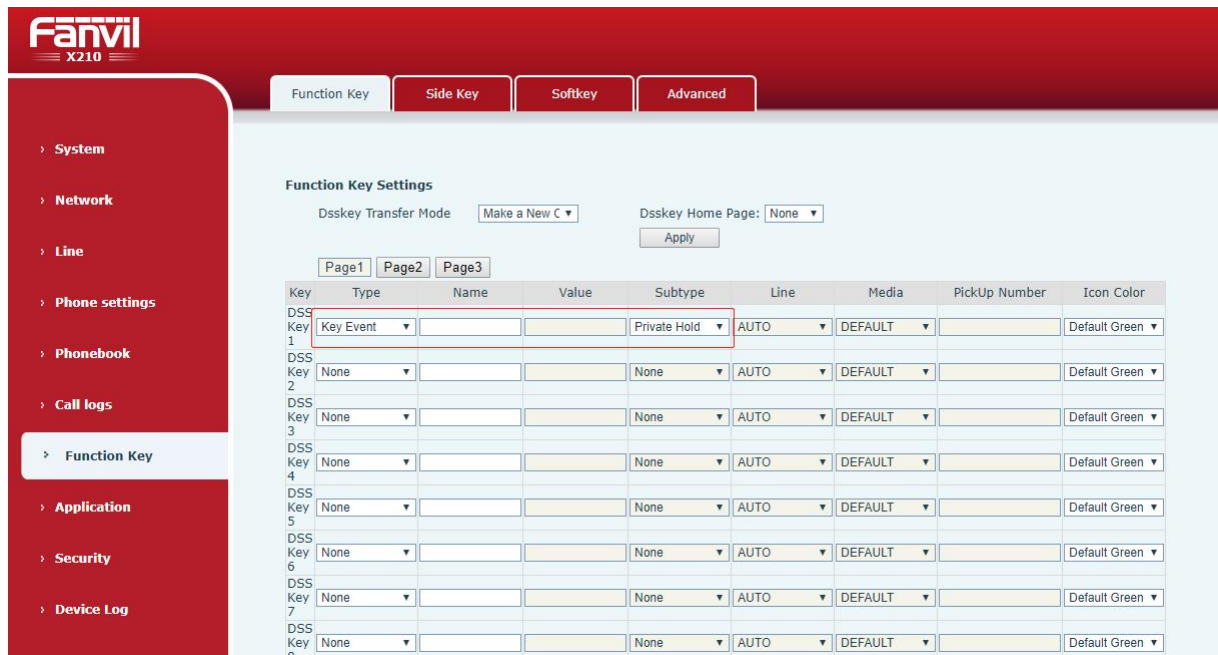 Fanvil
X210
Function Key Side Key Softkey Advanced
System
Network
Line
Phone settings
Phonebook
Call logs
Function Key
Application
Security
Device Log
Function Key Settings
Dsskey Transfer Mode Make a New C Dsskey Home Page: None
Apply
Page1 Page2 Page3
Key Type Name Value Subtype Line Media PickUp Number Icon Color
DSS
Key Key Event Private Hold AUTO DEFAULT Default Green
1
DSS
Key None None AUTO DEFAULT Default Green
2
DSS
Key None None AUTO DEFAULT Default Green
3
DSS
Key None None AUTO DEFAULT Default Green
4
DSS
Key None None AUTO DEFAULT Default Green
5
DSS
Key None None AUTO DEFAULT Default Green
6
DSS
Key None None AUTO DEFAULT Default Green
7
DSS
Key None None AUTO DEFAULT Default Green